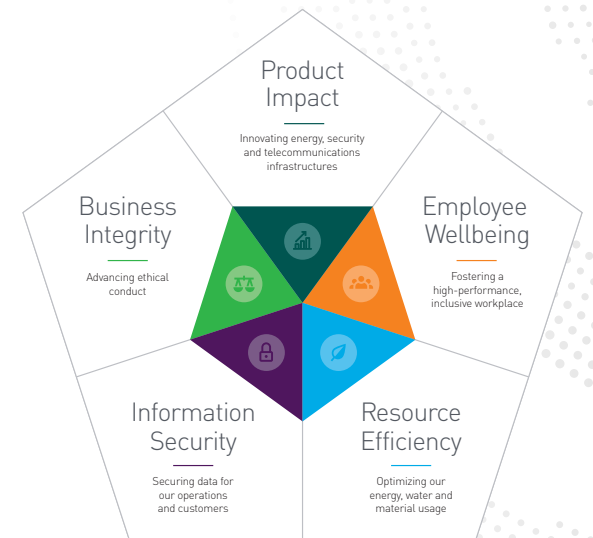 Product
Impact
Innovating energy, security
and telecommunications
infrastructures
Business
Integrity
Advancing ethical
conduct
Employee
Wellbeing
Fostering a
high-performance,
inclusive workplace
Information
Security
Securing data for
our operations
and customers
Resource
Efficiency
Optimizing our
energy, water and
material usage